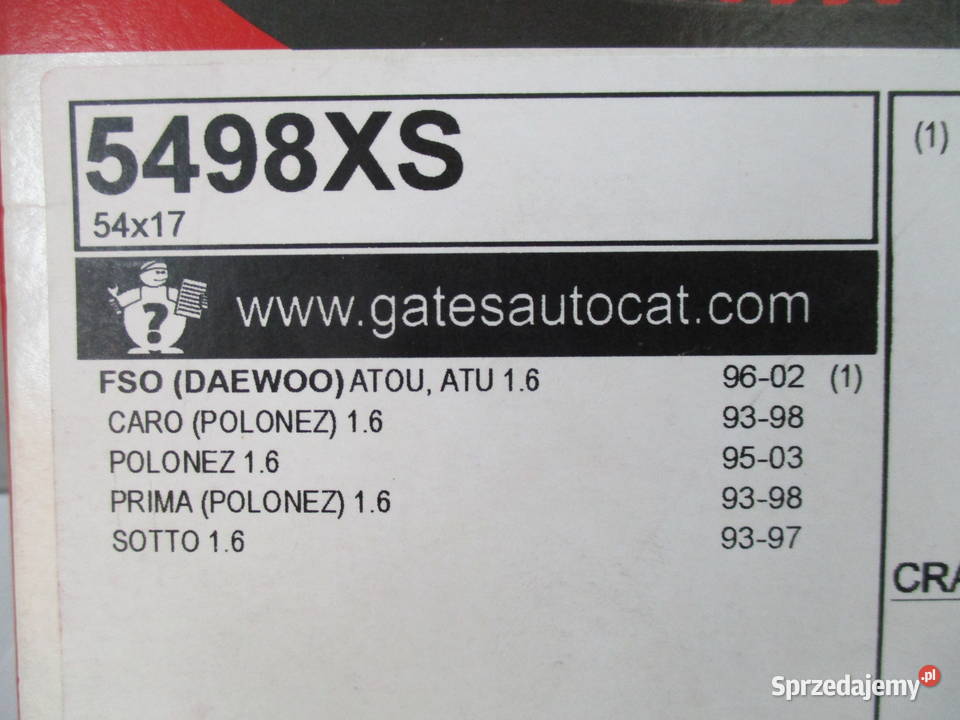 5498XS
54x17
?
www.gatesautocat.com
FSO (DAEWOO) ATOU, ATU 1.6 96-02 (1)
CARO (POLONEZ) 1.6 93-98
POLONEZ 1.6 95-03
PRIMA (POLONEZ) 1.6 93-98
SOTTO 1.6 93-97
(1)
CRA
Sprzedajemy.pl